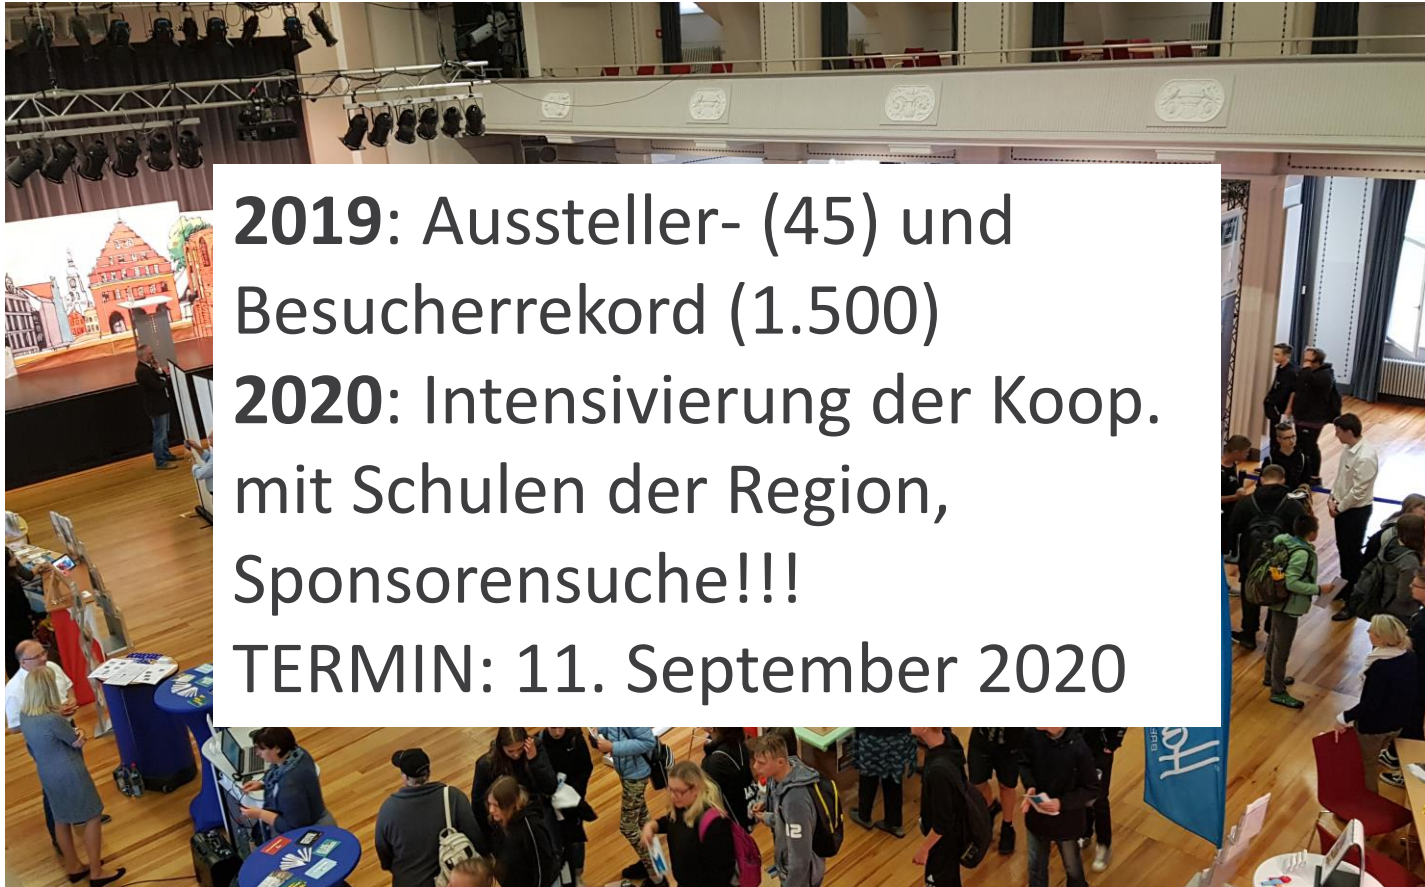 2019: Aussteller- (45) und
Besucherrekord (1.500)
2020: Intensivierung der Koop.
mit Schulen der Region,
Sponsorensuche!!!
TERMIN: 11. September 2020